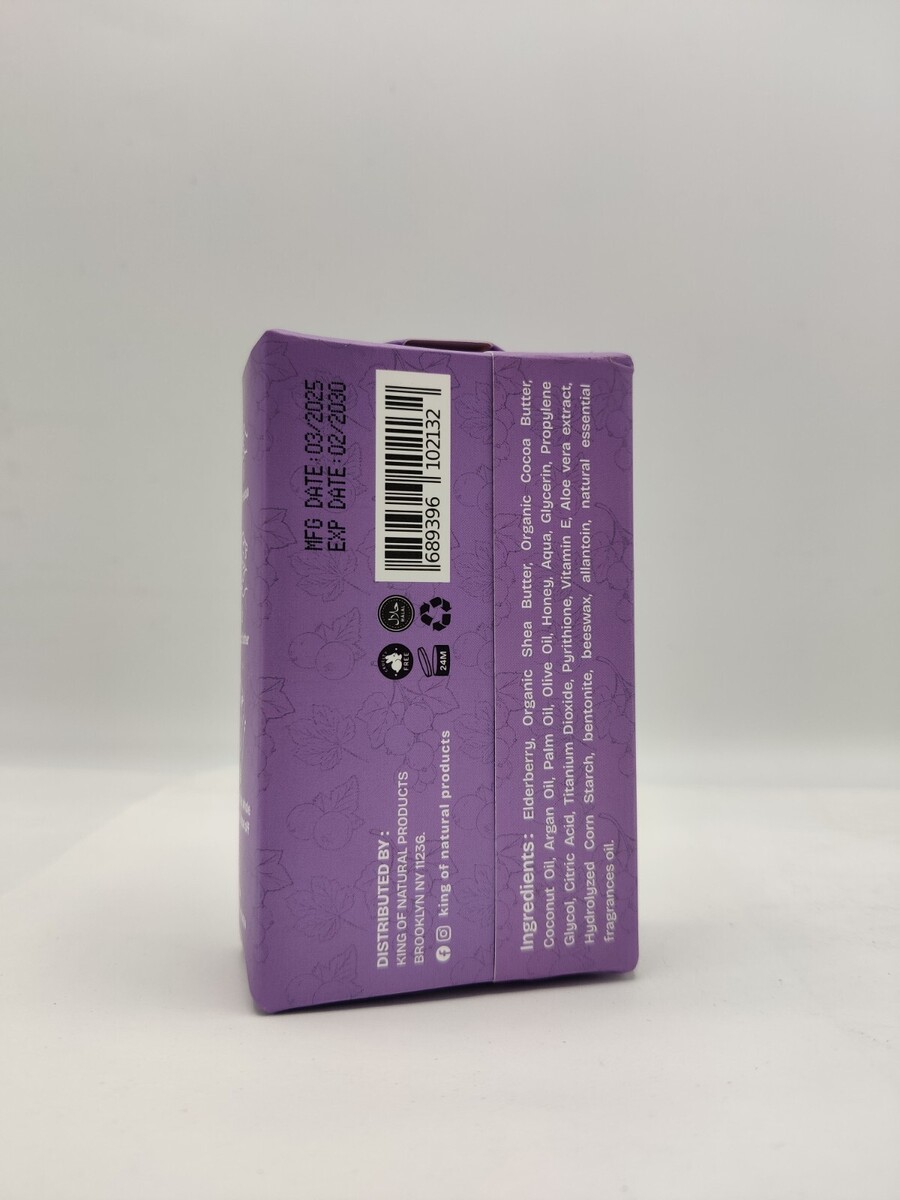 MFG DATE:03/2025
EXP DATE:02/2030
689396 102132
حلال
HALAL
FREE
24M
DISTRIBUTED BY :
KING OF NATURAL PRODUCTS
BROOKLYN NY 11236.
king of natural products
Ingredients: Elderberry, Organic Shea Butter, Organic Cocoa Butter,
Coconut Oil, Argan Oil, Palm Oil, Olive Oil, Honey, Aqua, Glycerin, Propylene
Glycol, Citric Acid, Titanium Dioxide, Pyrithione, Vitamin E, Aloe vera extract,
Hydrolyzed Corn Starch, bentonite, beeswax, allantoin, natural essential
fragrances oil.